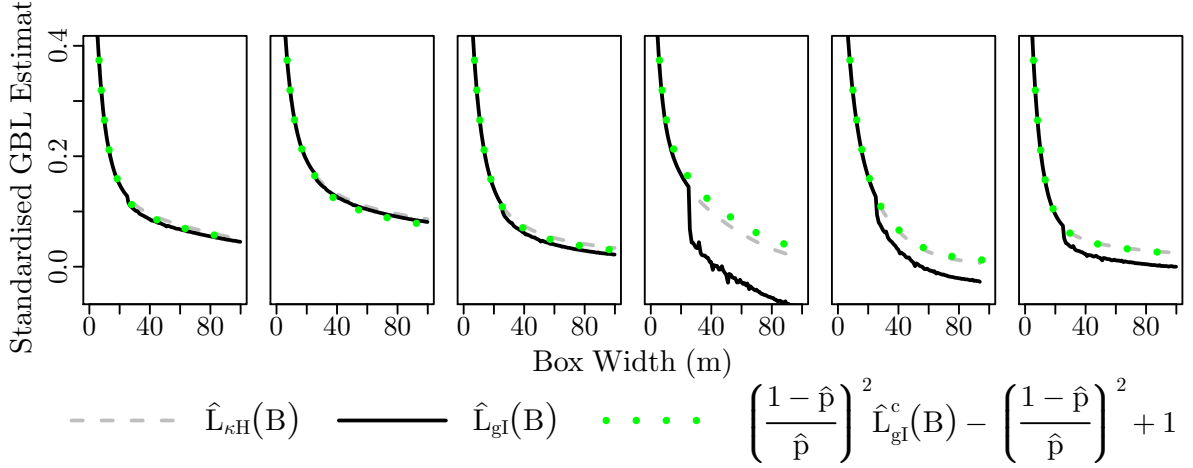 Standardised GBL Estimat
0.0 0.2 0.4
0 40 80 0 40 80 0 40 80 0 40 80 0 40 80 0 40 80
Box Width (m)
L̂κH(B) L̂gI(B) ((1 − p̂)/p̂)² L̂ᶜgI(B) − ((1 − p̂)/p̂)² + 1